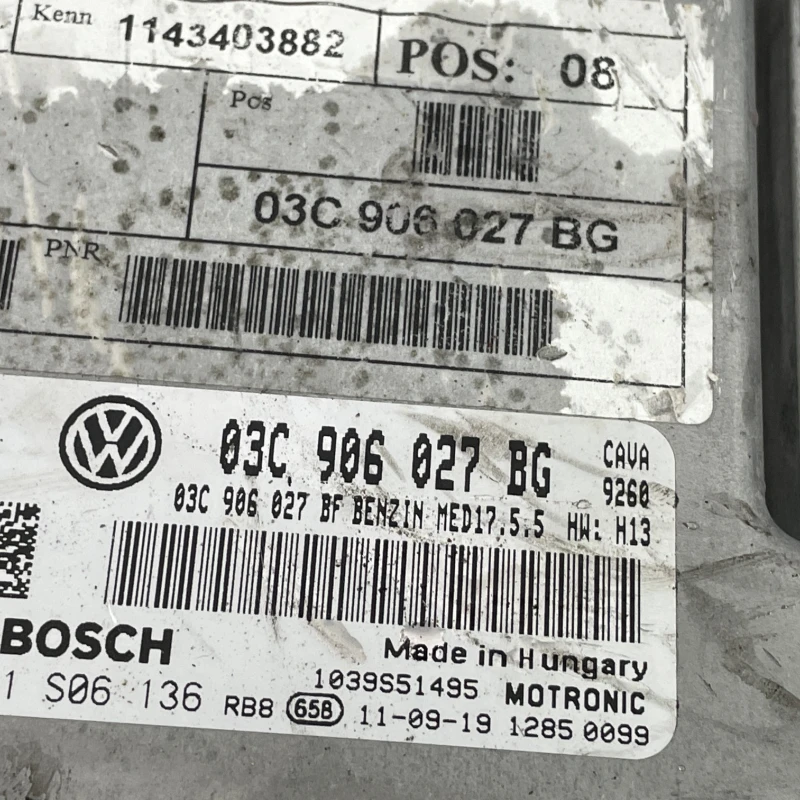 Kenn 1143403882 POS: 08
Pos
03C 906 027 BG
PNR
03C 906 027 BG CAVA
03C 906 027 BF BENZIN MED17.5.5 9260
HW: H13
BOSCH Made in Hungary
1039S51495 MOTRONIC
1 S06 136 RB8 658 11-09-19 1285 0099